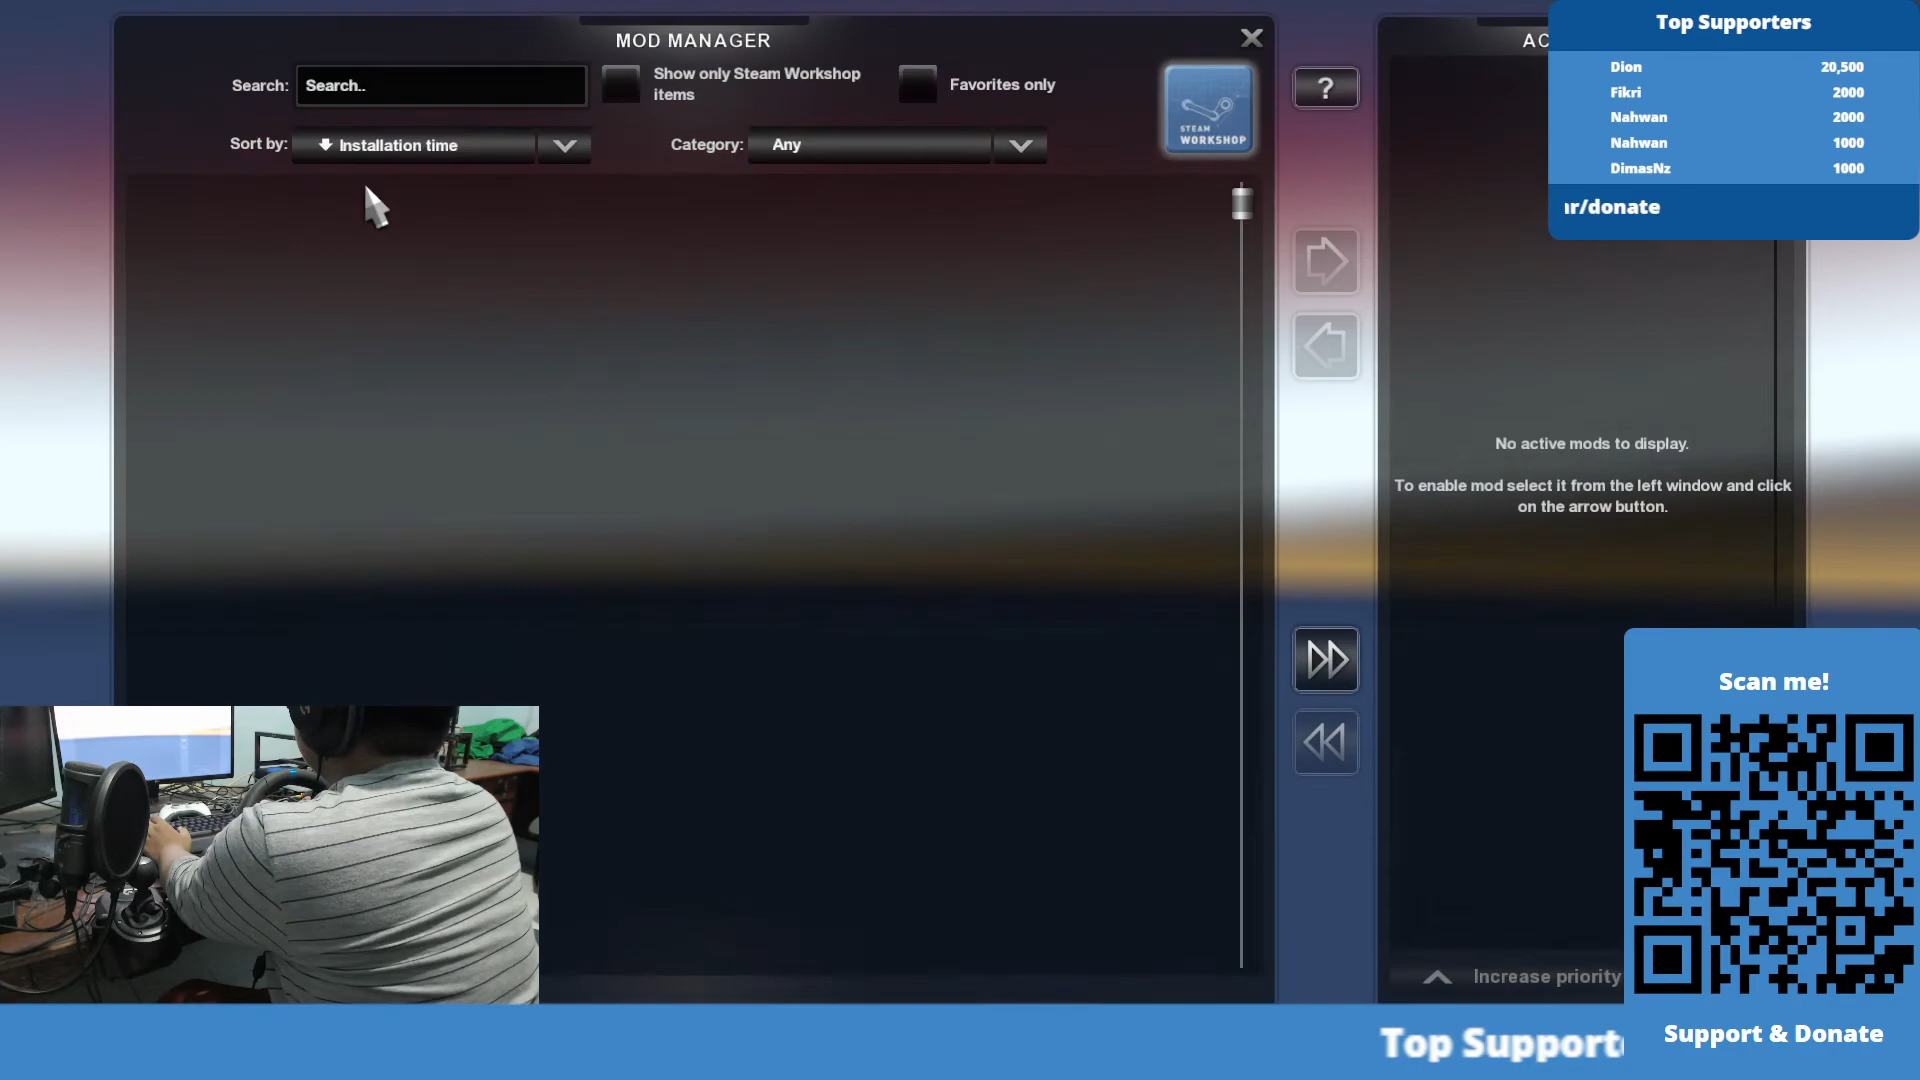 MOD MANAGER
Search:
Search..
Show only Steam Workshop
items
Favorites only
STEAM
WORKSHOP
?
Sort by:
Installation time
Category:
Any
No active mods to display.
To enable mod select it from the left window and click
on the arrow button.
Increase priority
Top Supporters
Dion 20,500
Fikri 2000
Nahwan 2000
Nahwan 1000
DimasNz 1000
/donate
Scan me!
Support & Donate
Top